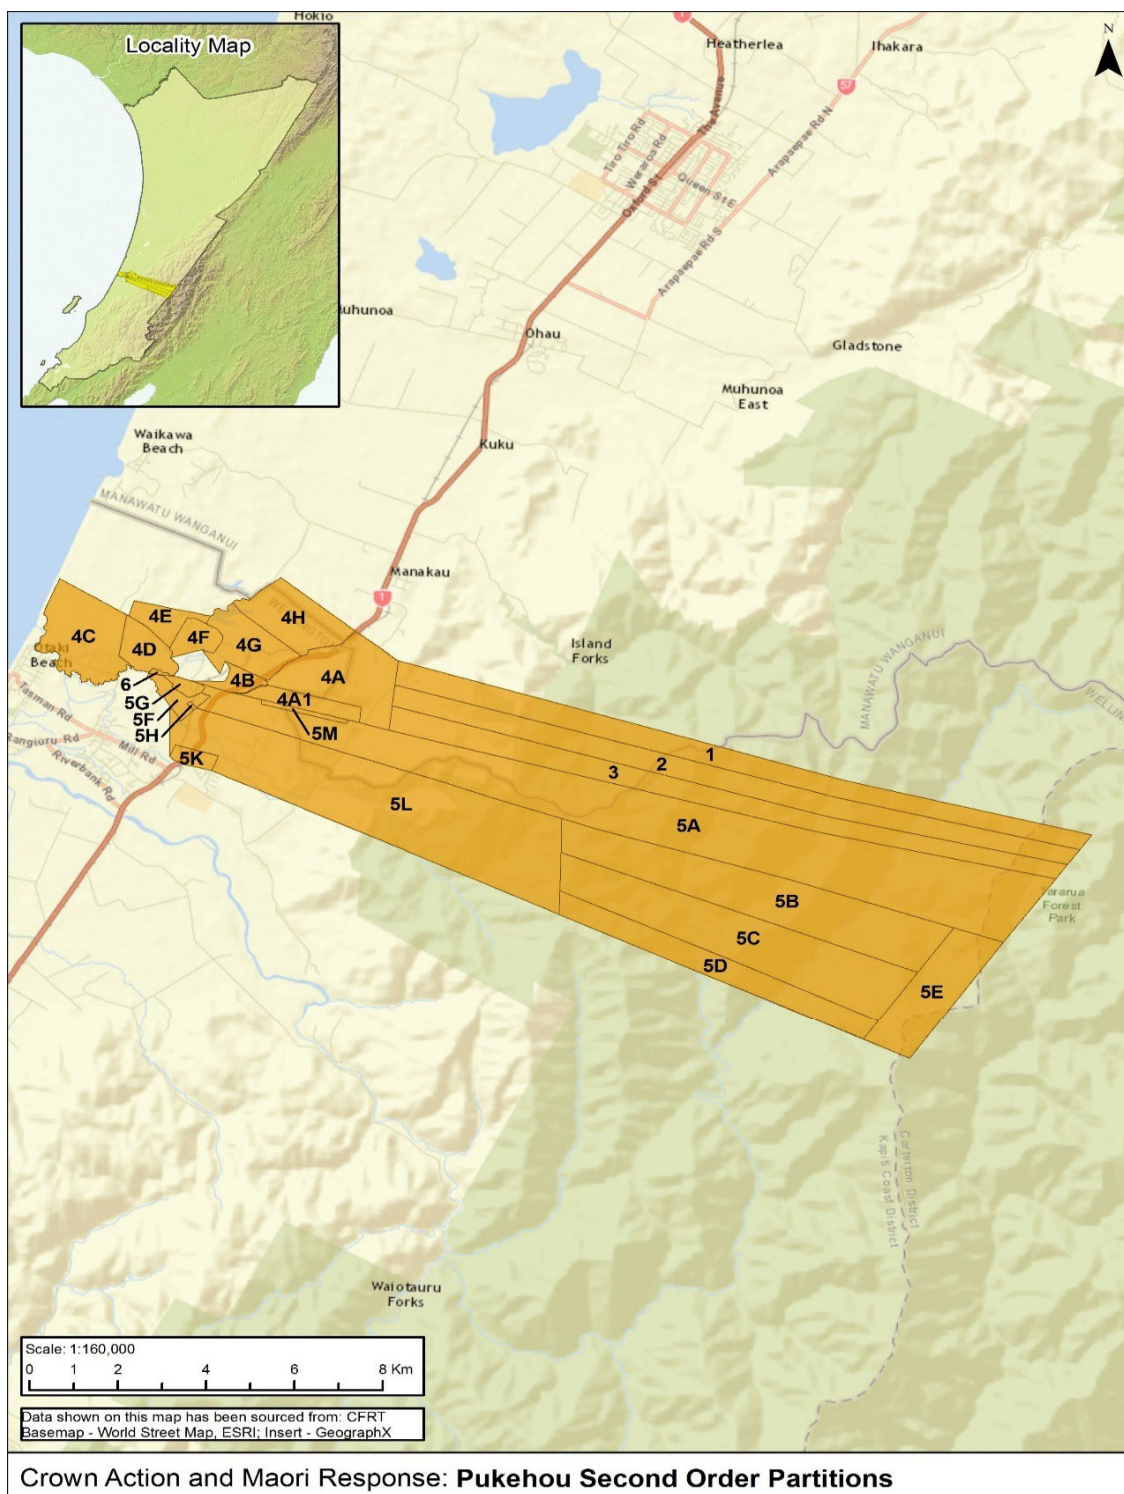 Hokio
Locality Map
1
Heatherlea
Ihakara
N
57
The Avenue
Tiro Tiro Rd
Weraroa Rd
Oxford St
Queen St E
Arapaepae Rd N
Arapaepae Rd S
Ohau
Gladstone
Muhunoa
East
Kuku
Waikawa
Beach
MANAWATU WANGANUI
Manakau
1
4H
4E
4F
4C
4D
4G
4B
4A
Beach
6
5G
5F
5H
4A1
5M
Island
Forks
MANAWATU WANGANUI
Tasman Rd
Mill Rd
Riverbank Rd
5K
1
2
3
5L
5A
5B
5C
5D
5E
Forest
Park
Carterton District
Kapiti Coast District
Waiotauru
Forks
Scale: 1:160,000
0 1 2 4 6 8 Km
Data shown on this map has been sourced from: CFRT
Basemap - World Street Map, ESRI; Insert - GeographX
Crown Action and Maori Response: Pukehou Second Order Partitions